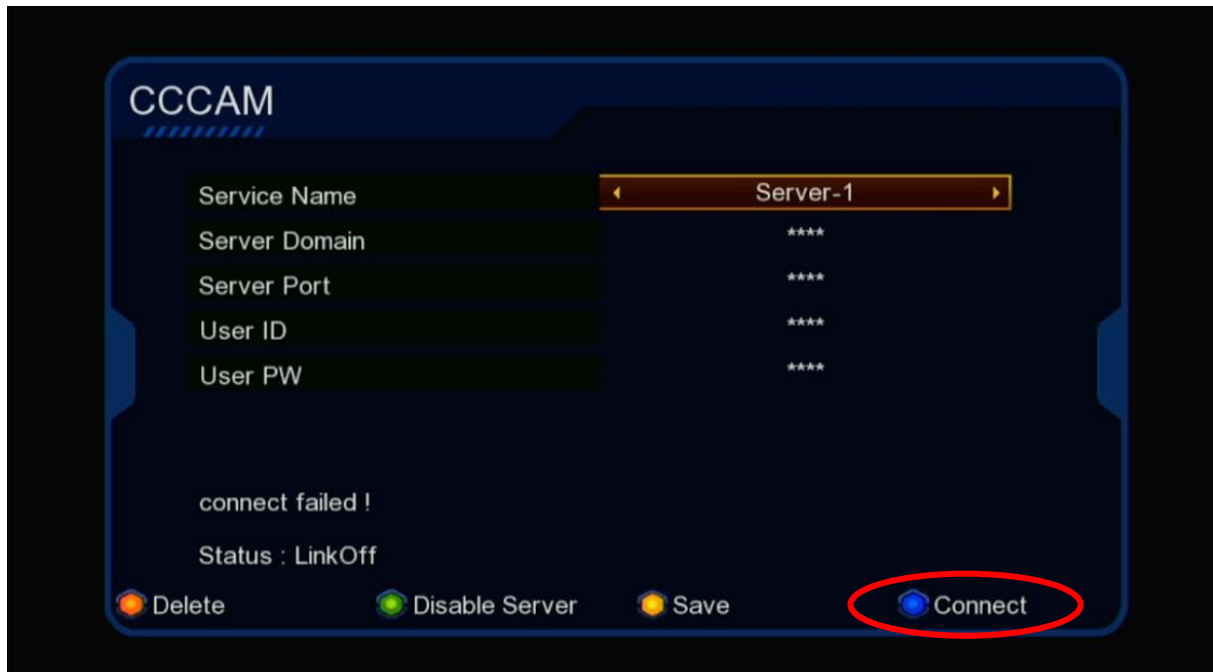 CCCAM
Service Name Server-1
Server Domain ****
Server Port ****
User ID ****
User PW ****
connect failed !
Status : LinkOff
Delete Disable Server Save Connect